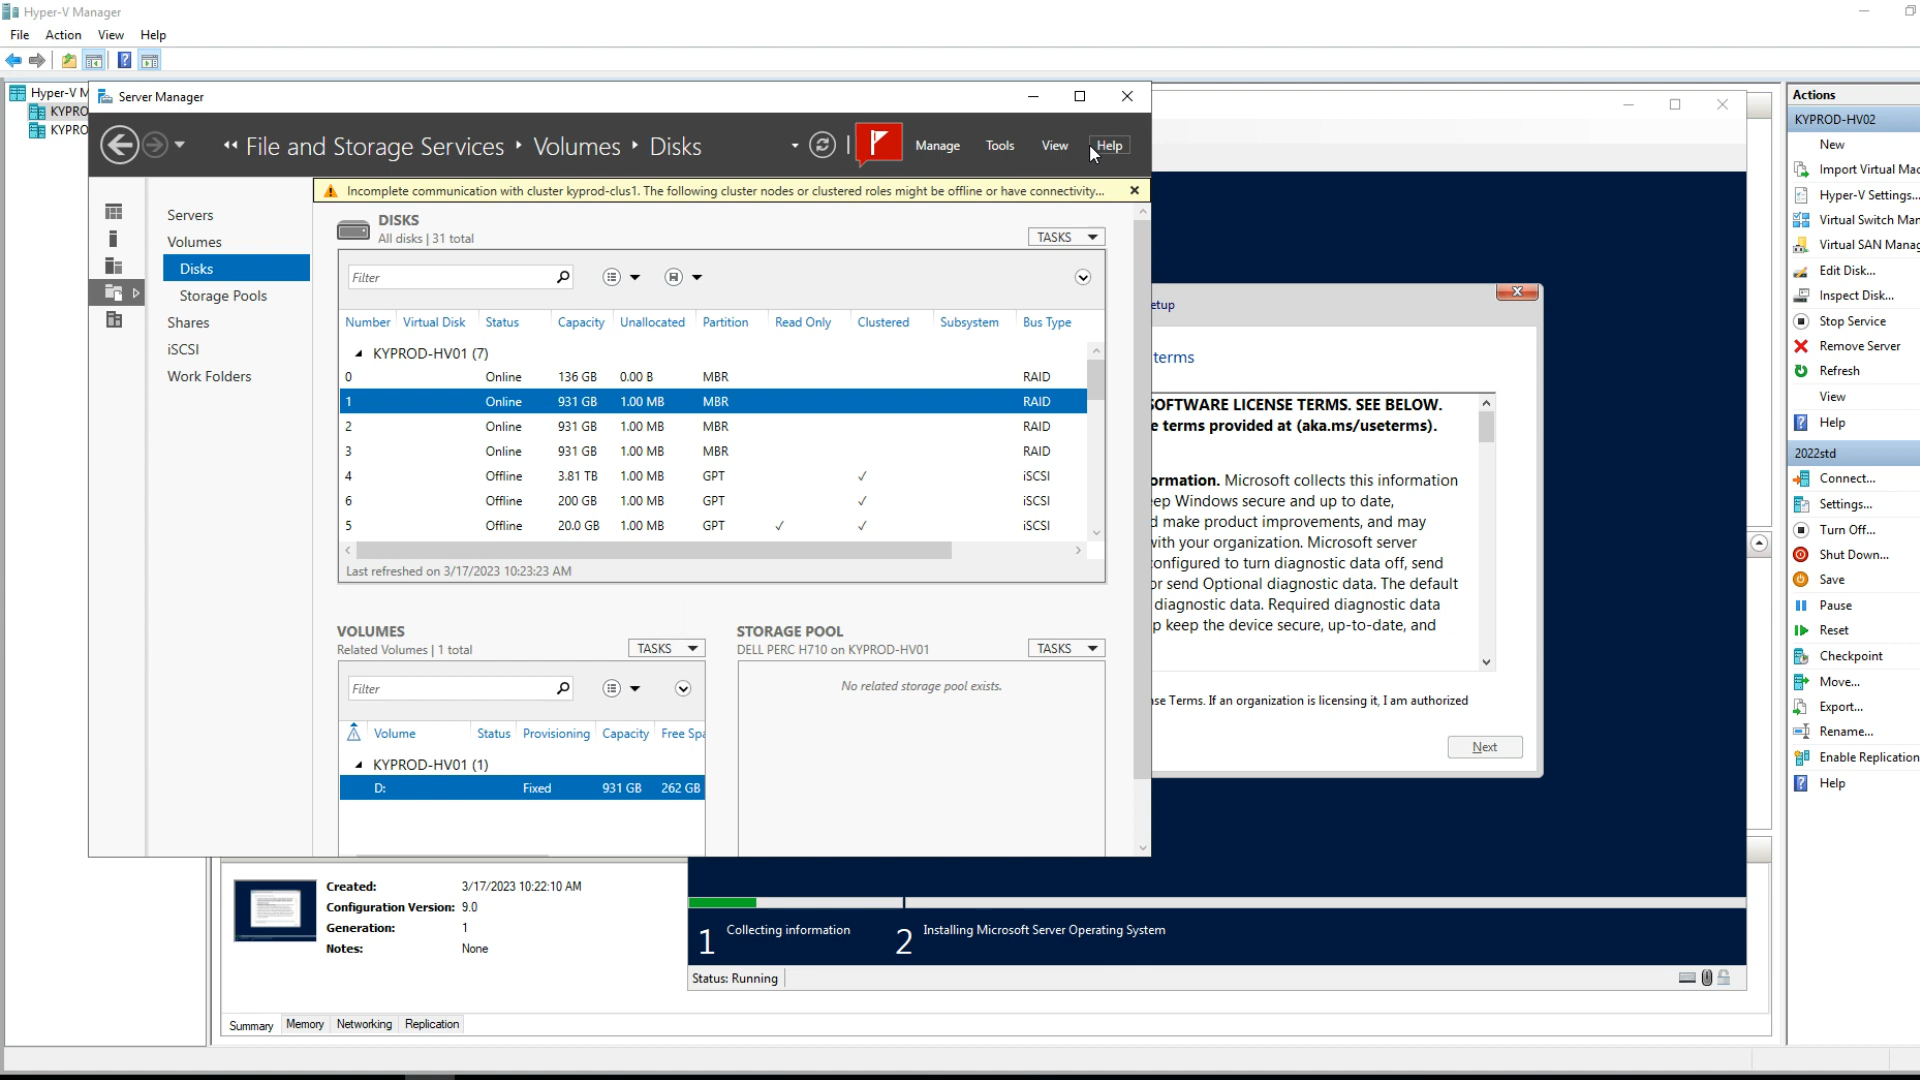 Hyper-V Manager
File Action View Help
Hyper-V M
KYPRO
KYPRO
Server Manager
File and Storage Services Volumes Disks
Manage Tools View Help
Incomplete communication with cluster kyprod-clus1. The following cluster nodes or clustered roles might be offline or have connectivity...
Servers
Volumes
Disks
Storage Pools
Shares
iSCSI
Work Folders
DISKS
All disks | 31 total
TASKS
Filter
Number Virtual Disk Status Capacity Unallocated Partition Read Only Clustered Subsystem Bus Type
KYPROD-HV01 (7)
0 Online 136 GB 0.00 B MBR RAID
1 Online 931 GB 1.00 MB MBR RAID
2 Online 931 GB 1.00 MB MBR RAID
3 Online 931 GB 1.00 MB MBR RAID
4 Offline 3.81 TB 1.00 MB GPT ✓ iSCSI
6 Offline 200 GB 1.00 MB GPT ✓ iSCSI
5 Offline 20.0 GB 1.00 MB GPT ✓ ✓ iSCSI
Last refreshed on 3/17/2023 10:23:23 AM
VOLUMES
Related Volumes | 1 total
TASKS
Filter
Volume Status Provisioning Capacity Free Spa
KYPROD-HV01 (1)
D: Fixed 931 GB 262 GB
STORAGE POOL
DELL PERC H710 on KYPROD-HV01
TASKS
No related storage pool exists.
etup
terms
SOFTWARE LICENSE TERMS. SEE BELOW.
e terms provided at (aka.ms/useterms).
ormation. Microsoft collects this information
eep Windows secure and up to date,
d make product improvements, and may
with your organization. Microsoft server
configured to turn diagnostic data off, send
or send Optional diagnostic data. The default
diagnostic data. Required diagnostic data
p keep the device secure, up-to-date, and
se Terms. If an organization is licensing it, I am authorized
Next
1 Collecting information
2 Installing Microsoft Server Operating System
Status: Running
Created: 3/17/2023 10:22:10 AM
Configuration Version: 9.0
Generation: 1
Notes: None
Summary Memory Networking Replication
Actions
KYPROD-HV02
New
Import Virtual Mac
Hyper-V Settings...
Virtual Switch Man
Virtual SAN Manag
Edit Disk...
Inspect Disk...
Stop Service
Remove Server
Refresh
View
Help
2022std
Connect...
Settings...
Turn Off...
Shut Down...
Save
Pause
Reset
Checkpoint
Move...
Export...
Rename...
Enable Replication
Help